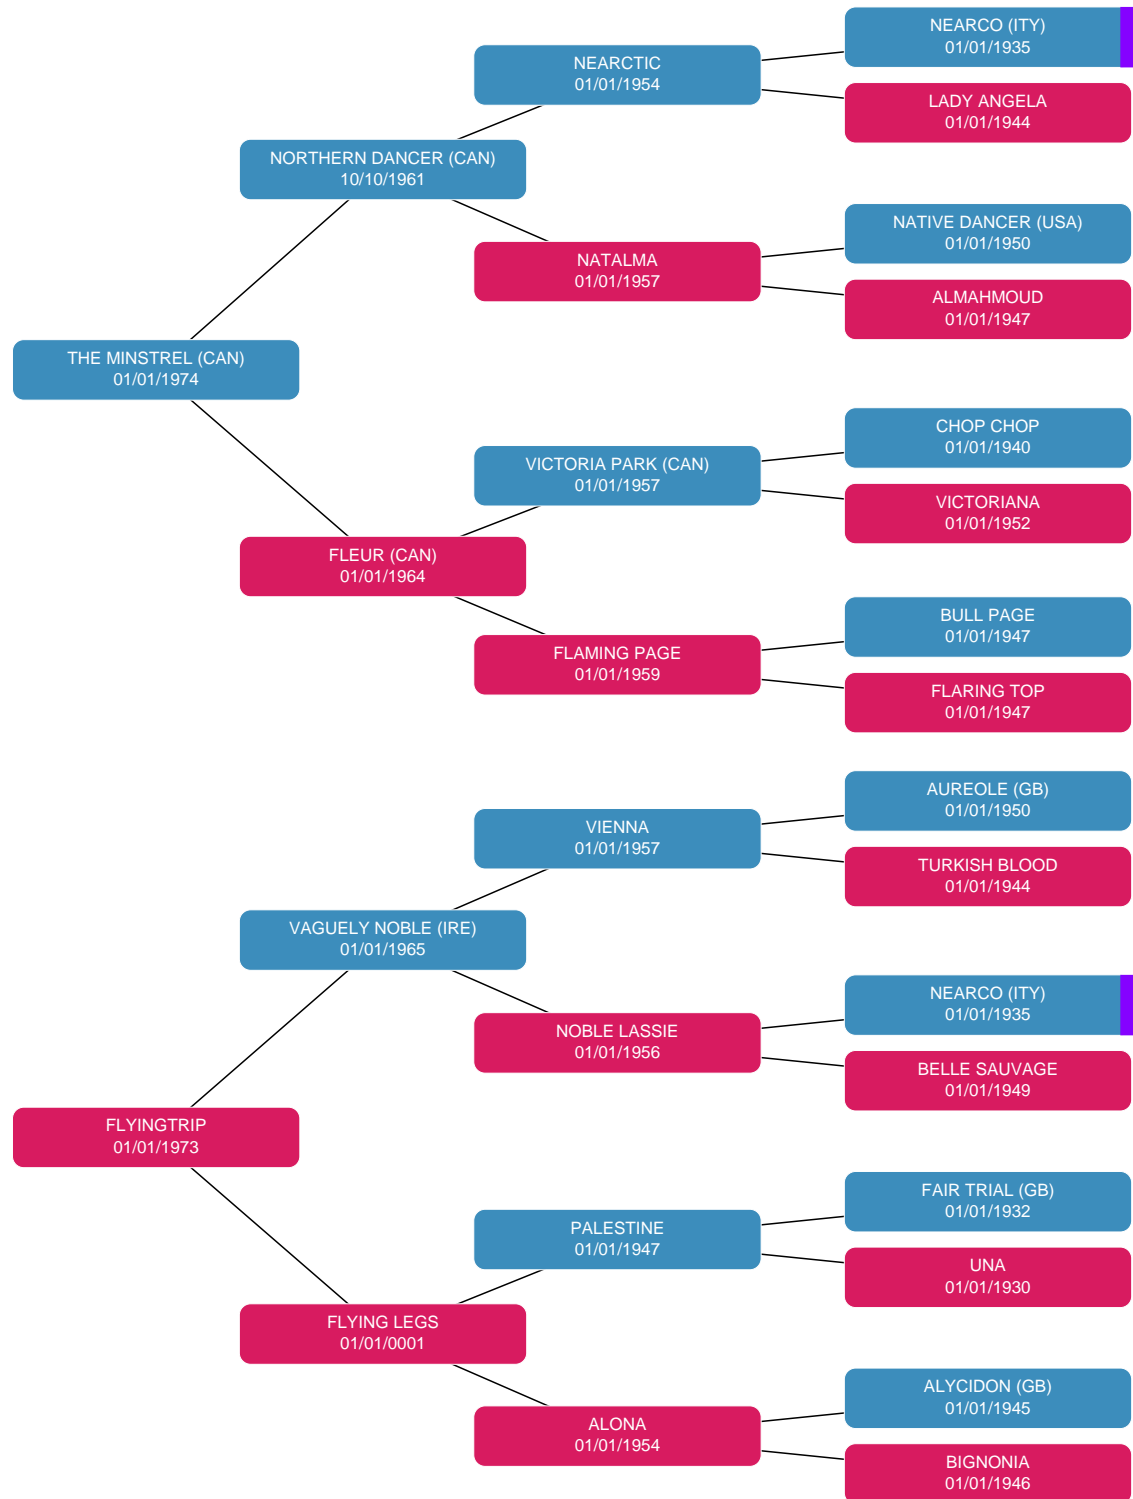 NEARCO (ITY)
01/01/1935
NEARCTIC
01/01/1954
LADY ANGELA
01/01/1944
NORTHERN DANCER (CAN)
10/10/1961
NATIVE DANCER (USA)
01/01/1950
NATALMA
01/01/1957
ALMAHMOUD
01/01/1947
THE MINSTREL (CAN)
01/01/1974
CHOP CHOP
01/01/1940
VICTORIA PARK (CAN)
01/01/1957
VICTORIANA
01/01/1952
FLEUR (CAN)
01/01/1964
BULL PAGE
01/01/1947
FLAMING PAGE
01/01/1959
FLARING TOP
01/01/1947
AUREOLE (GB)
01/01/1950
VIENNA
01/01/1957
TURKISH BLOOD
01/01/1944
VAGUELY NOBLE (IRE)
01/01/1965
NEARCO (ITY)
01/01/1935
NOBLE LASSIE
01/01/1956
BELLE SAUVAGE
01/01/1949
FLYINGTRIP
01/01/1973
FAIR TRIAL (GB)
01/01/1932
PALESTINE
01/01/1947
UNA
01/01/1930
FLYING LEGS
01/01/0001
ALYCIDON (GB)
01/01/1945
ALONA
01/01/1954
BIGNONIA
01/01/1946